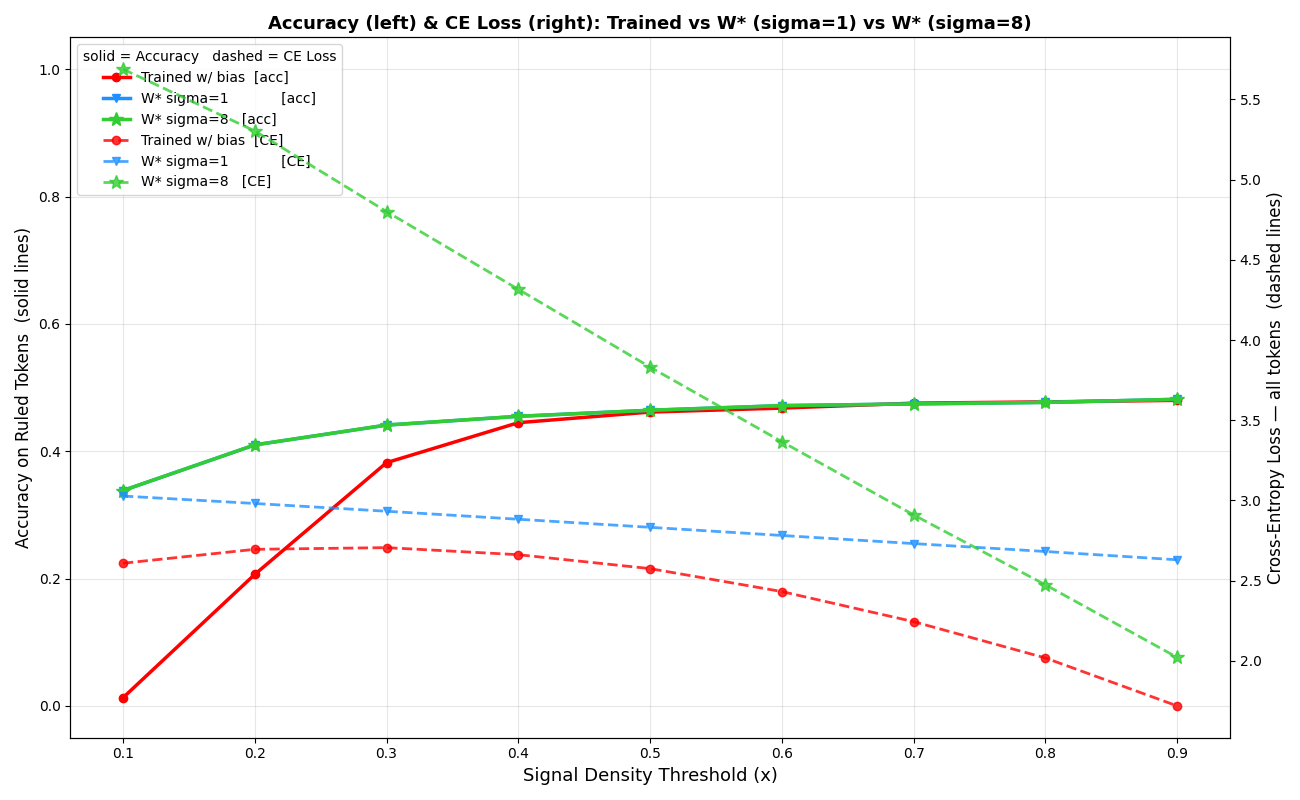 Accuracy (left) & CE Loss (right): Trained vs W* (sigma=1) vs W* (sigma=8)
solid = Accuracy   dashed = CE Loss
Trained w/ bias  [acc]
W* sigma=1            [acc]
W* sigma=8   [acc]
Trained w/ bias  [CE]
W* sigma=1            [CE]
W* sigma=8   [CE]
Accuracy on Ruled Tokens  (solid lines)
1.0
0.8
0.6
0.4
0.2
0.0
5.5
5.0
4.5
4.0
3.5
3.0
2.5
2.0
Cross-Entropy Loss — all tokens  (dashed lines)
0.1 0.2 0.3 0.4 0.5 0.6 0.7 0.8 0.9
Signal Density Threshold (x)